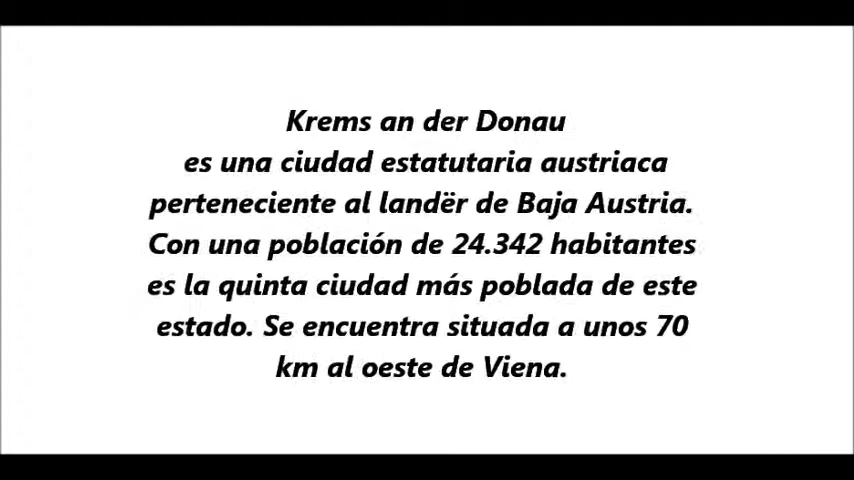 Krems an der Donau
es una ciudad estatutaria austriaca
perteneciente al landër de Baja Austria.
Con una población de 24.342 habitantes
es la quinta ciudad más poblada de este
estado. Se encuentra situada a unos 70
km al oeste de Viena.